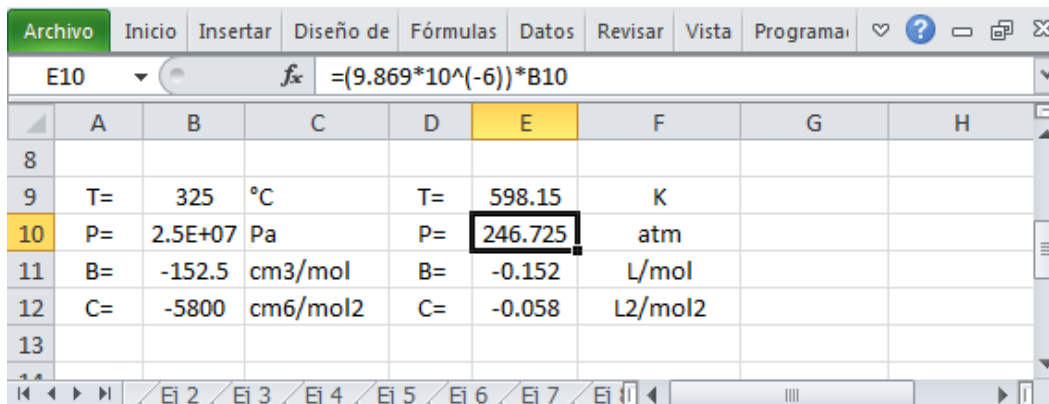 Archivo Inicio Insertar Diseño de Fórmulas Datos Revisar Vista Programa
E10 fx =(9.869*10^(-6))*B10
A B C D E F G H
8
9 T= 325 °C T= 598.15 K
10 P= 2.5E+07 Pa P= 246.725 atm
11 B= -152.5 cm3/mol B= -0.152 L/mol
12 C= -5800 cm6/mol2 C= -0.058 L2/mol2
13
Ej 2 Ej 3 Ej 4 Ej 5 Ej 6 Ej 7 Ej